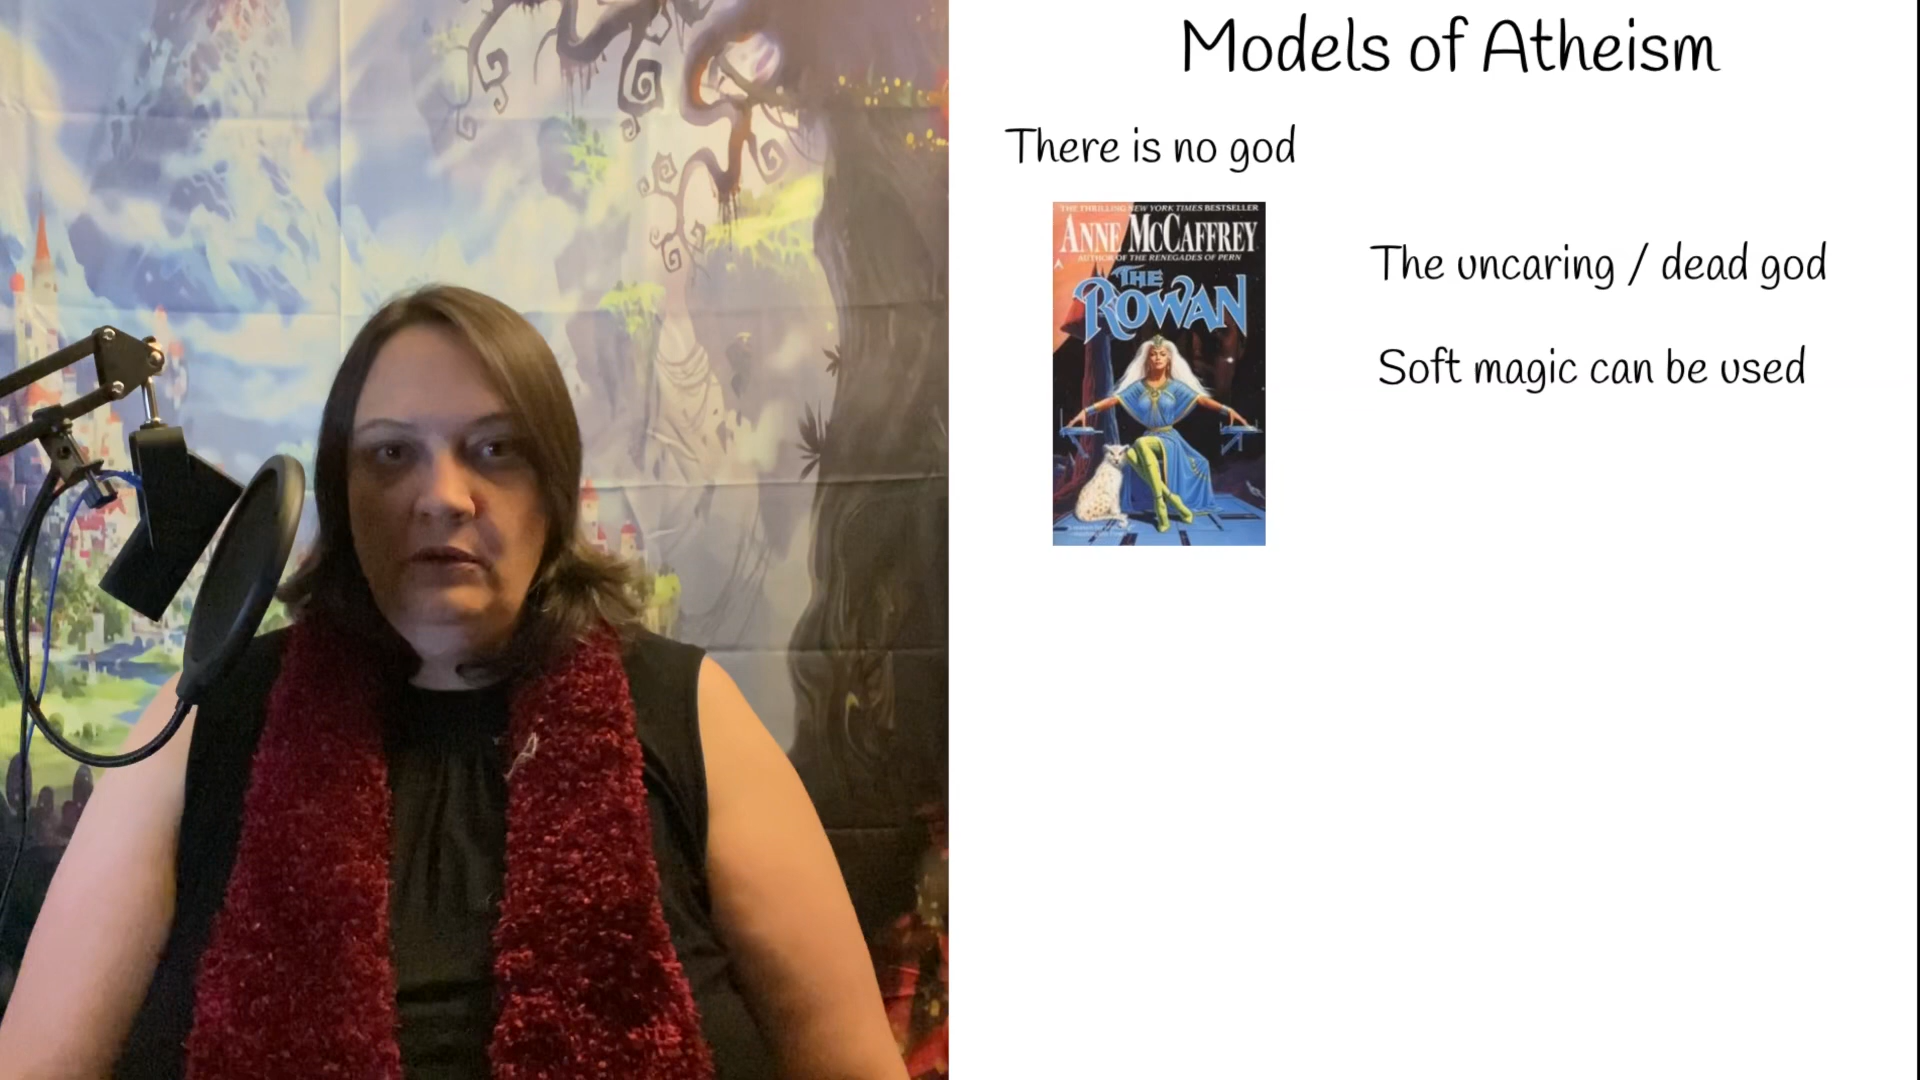 Models of Atheism
There is no god
THE THRILLING NEW YORK TIMES BESTSELLER
ANNE McCAFFREY
AUTHOR OF THE RENEGADES OF PERN
THE
ROWAN
The uncaring / dead god
Soft magic can be used